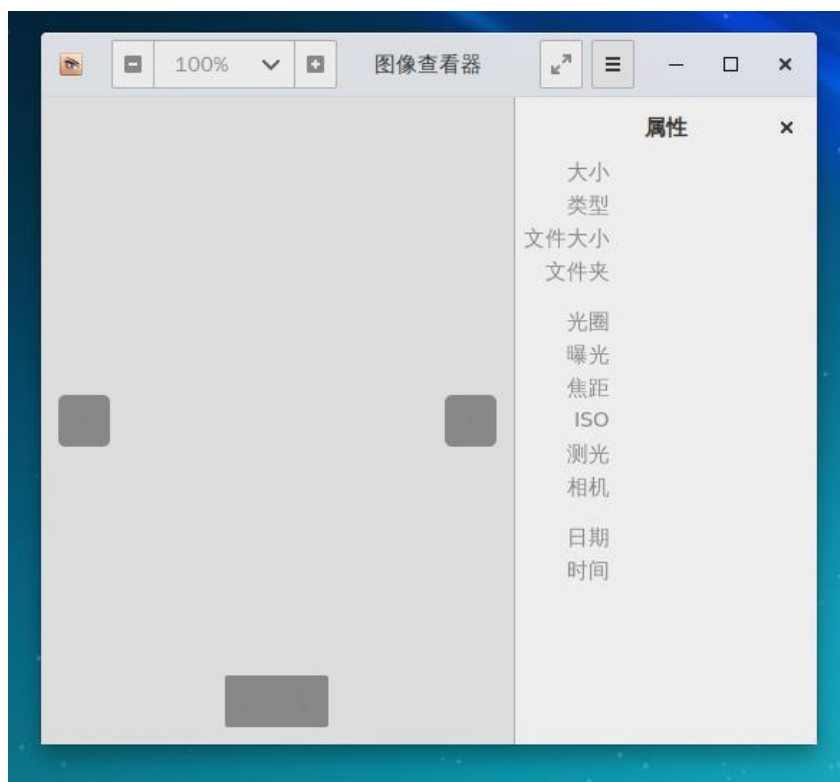 100%
图像查看器
属性
大小
类型
文件大小
文件夹
光圈
曝光
焦距
ISO
测光
相机
日期
时间